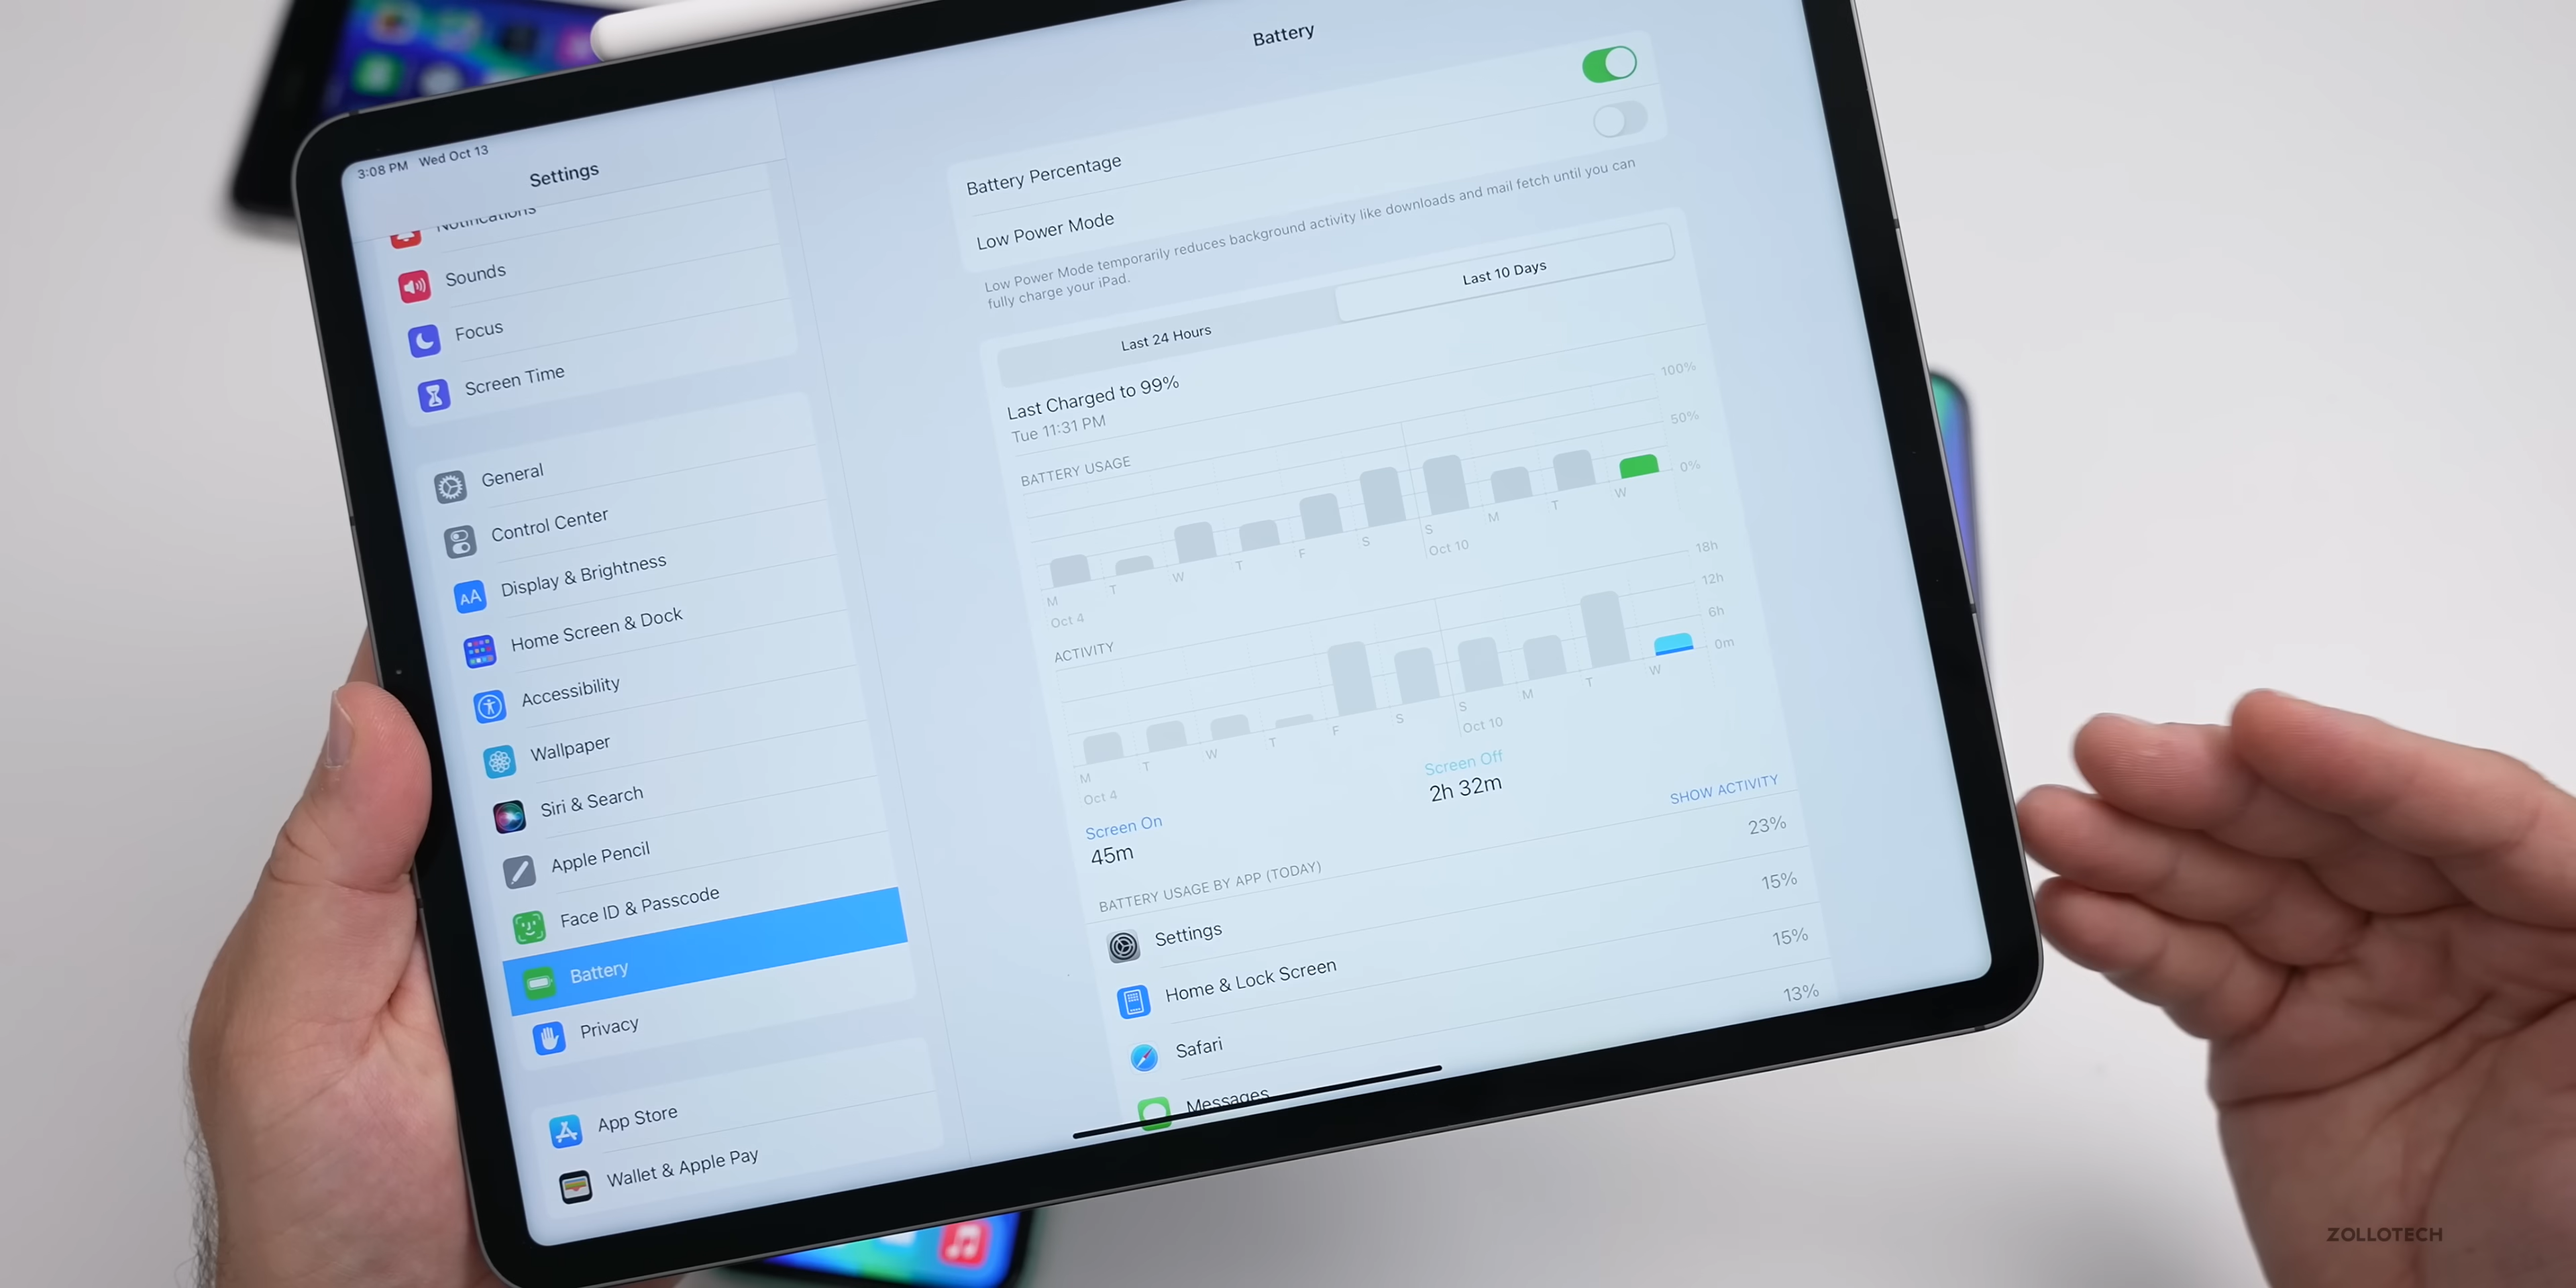 3:08 PM Wed Oct 13
Settings
Notifications
Sounds
Focus
Screen Time
General
Control Center
Display & Brightness
Home Screen & Dock
Accessibility
Wallpaper
Siri & Search
Apple Pencil
Face ID & Passcode
Battery
Privacy
App Store
Wallet & Apple Pay
Battery
Battery Percentage
Low Power Mode
Low Power Mode temporarily reduces background activity like downloads and mail fetch until you can
fully charge your iPad.
Last 24 Hours
Last 10 Days
Last Charged to 99%
Tue 11:31 PM
BATTERY USAGE
100%
50%
0%
M T W T F S S M T W
Oct 4
Oct 10
ACTIVITY
18h
12h
6h
0m
M T W T F S S M T W
Oct 4
Oct 10
Screen On
45m
Screen Off
2h 32m
BATTERY USAGE BY APP (TODAY)
SHOW ACTIVITY
Settings 23%
Home & Lock Screen 15%
Safari 15%
Messages 13%
AA
ZOLLOTECH